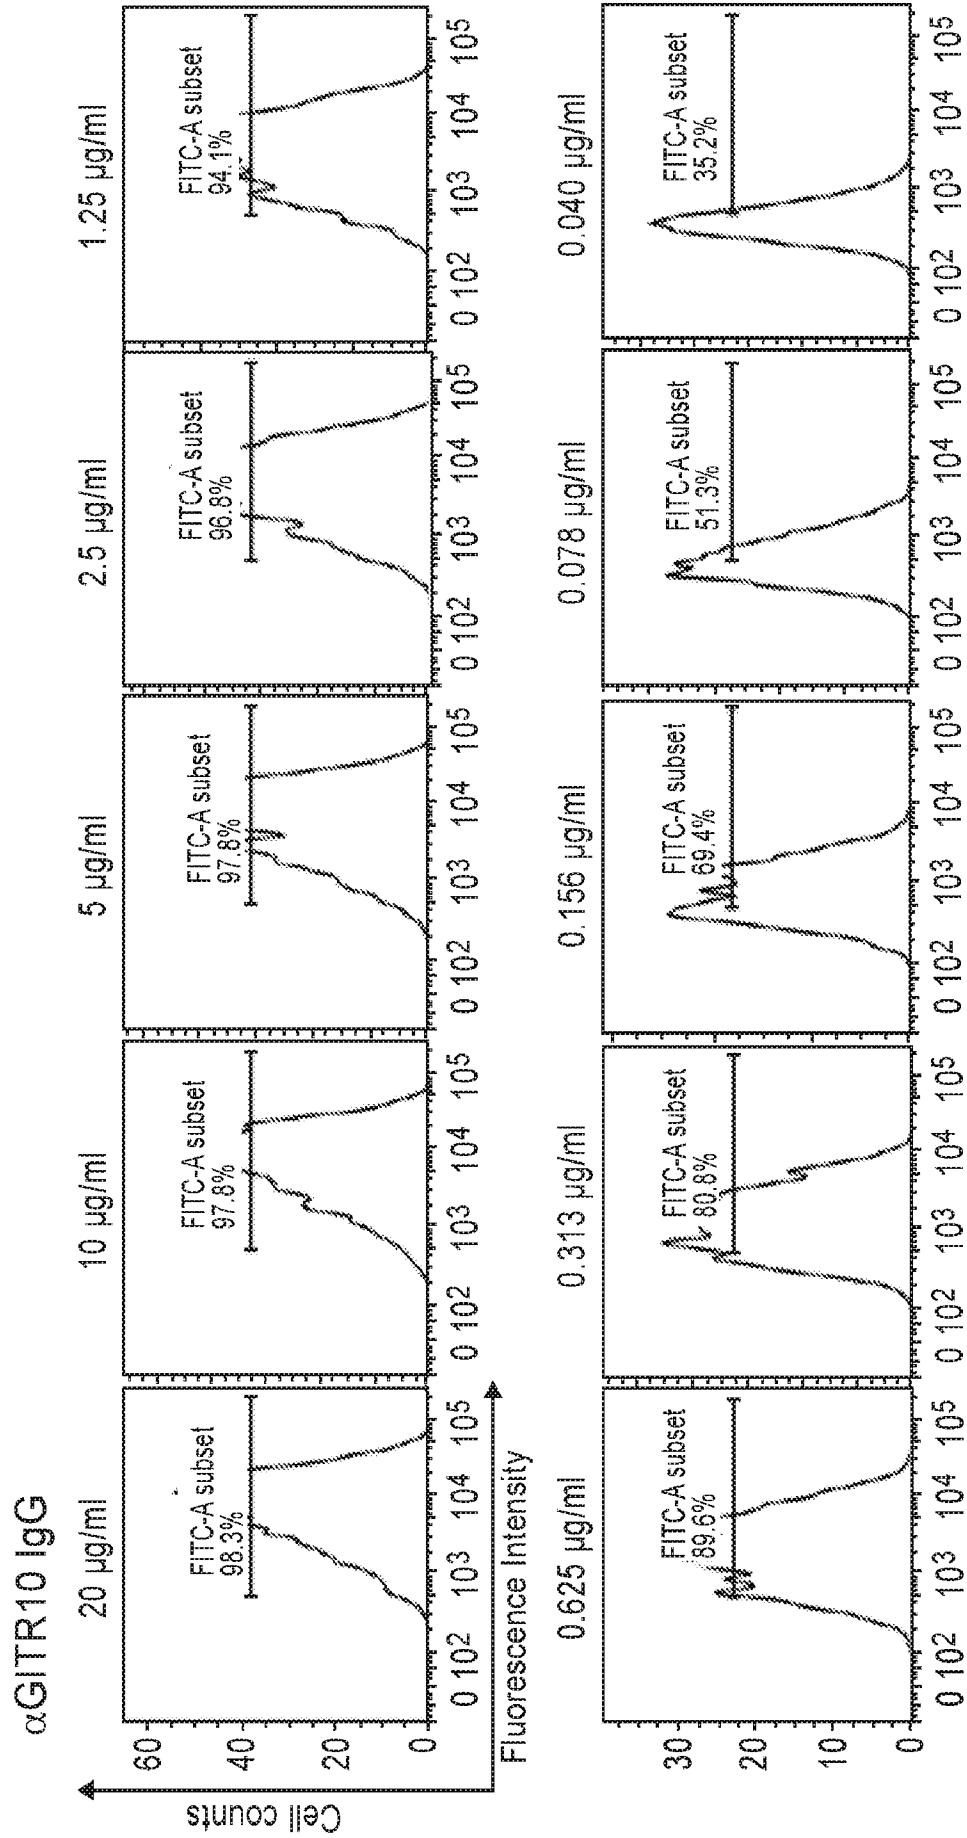 αGITR10 IgG
20 µg/ml
10 µg/ml
5 µg/ml
2.5 µg/ml
1.25 µg/ml
FITC-A subset
98.3%
FITC-A subset
97.8%
FITC-A subset
97.8%
FITC-A subset
96.8%
FITC-A subset
94.1%
Cell counts
60
40
20
0
0 10² 10³ 10⁴ 10⁵
0 10² 10³ 10⁴ 10⁵
0 10² 10³ 10⁴ 10⁵
0 10² 10³ 10⁴ 10⁵
0 10² 10³ 10⁴ 10⁵
Fluorescence Intensity
0.625 µg/ml
0.313 µg/ml
0.156 µg/ml
0.078 µg/ml
0.040 µg/ml
FITC-A subset
89.6%
FITC-A subset
80.8%
FITC-A subset
69.4%
FITC-A subset
51.3%
FITC-A subset
35.2%
30
20
10
0
0 10² 10³ 10⁴ 10⁵
0 10² 10³ 10⁴ 10⁵
0 10² 10³ 10⁴ 10⁵
0 10² 10³ 10⁴ 10⁵
0 10² 10³ 10⁴ 10⁵